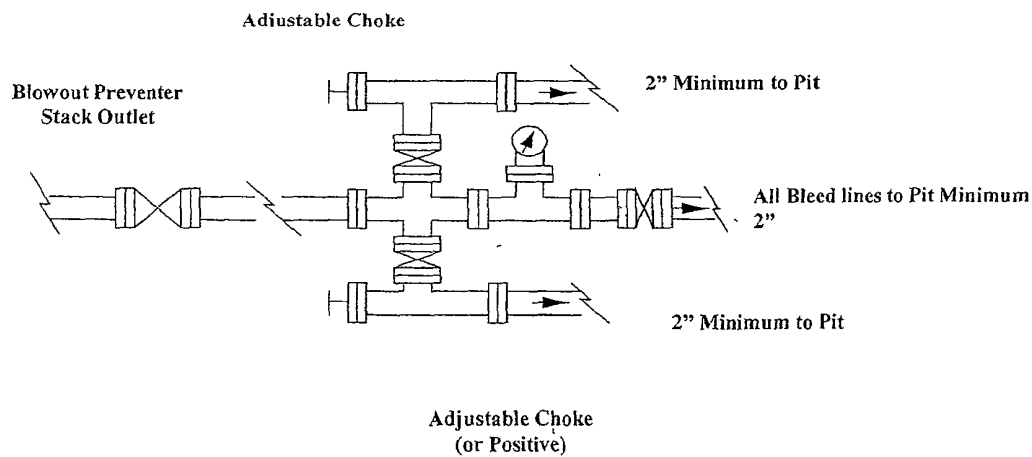 Adiustable Choke
Blowout Preventer
Stack Outlet
2” Minimum to Pit
All Bleed lines to Pit Minimum
2”
2” Minimum to Pit
Adjustable Choke
(or Positive)